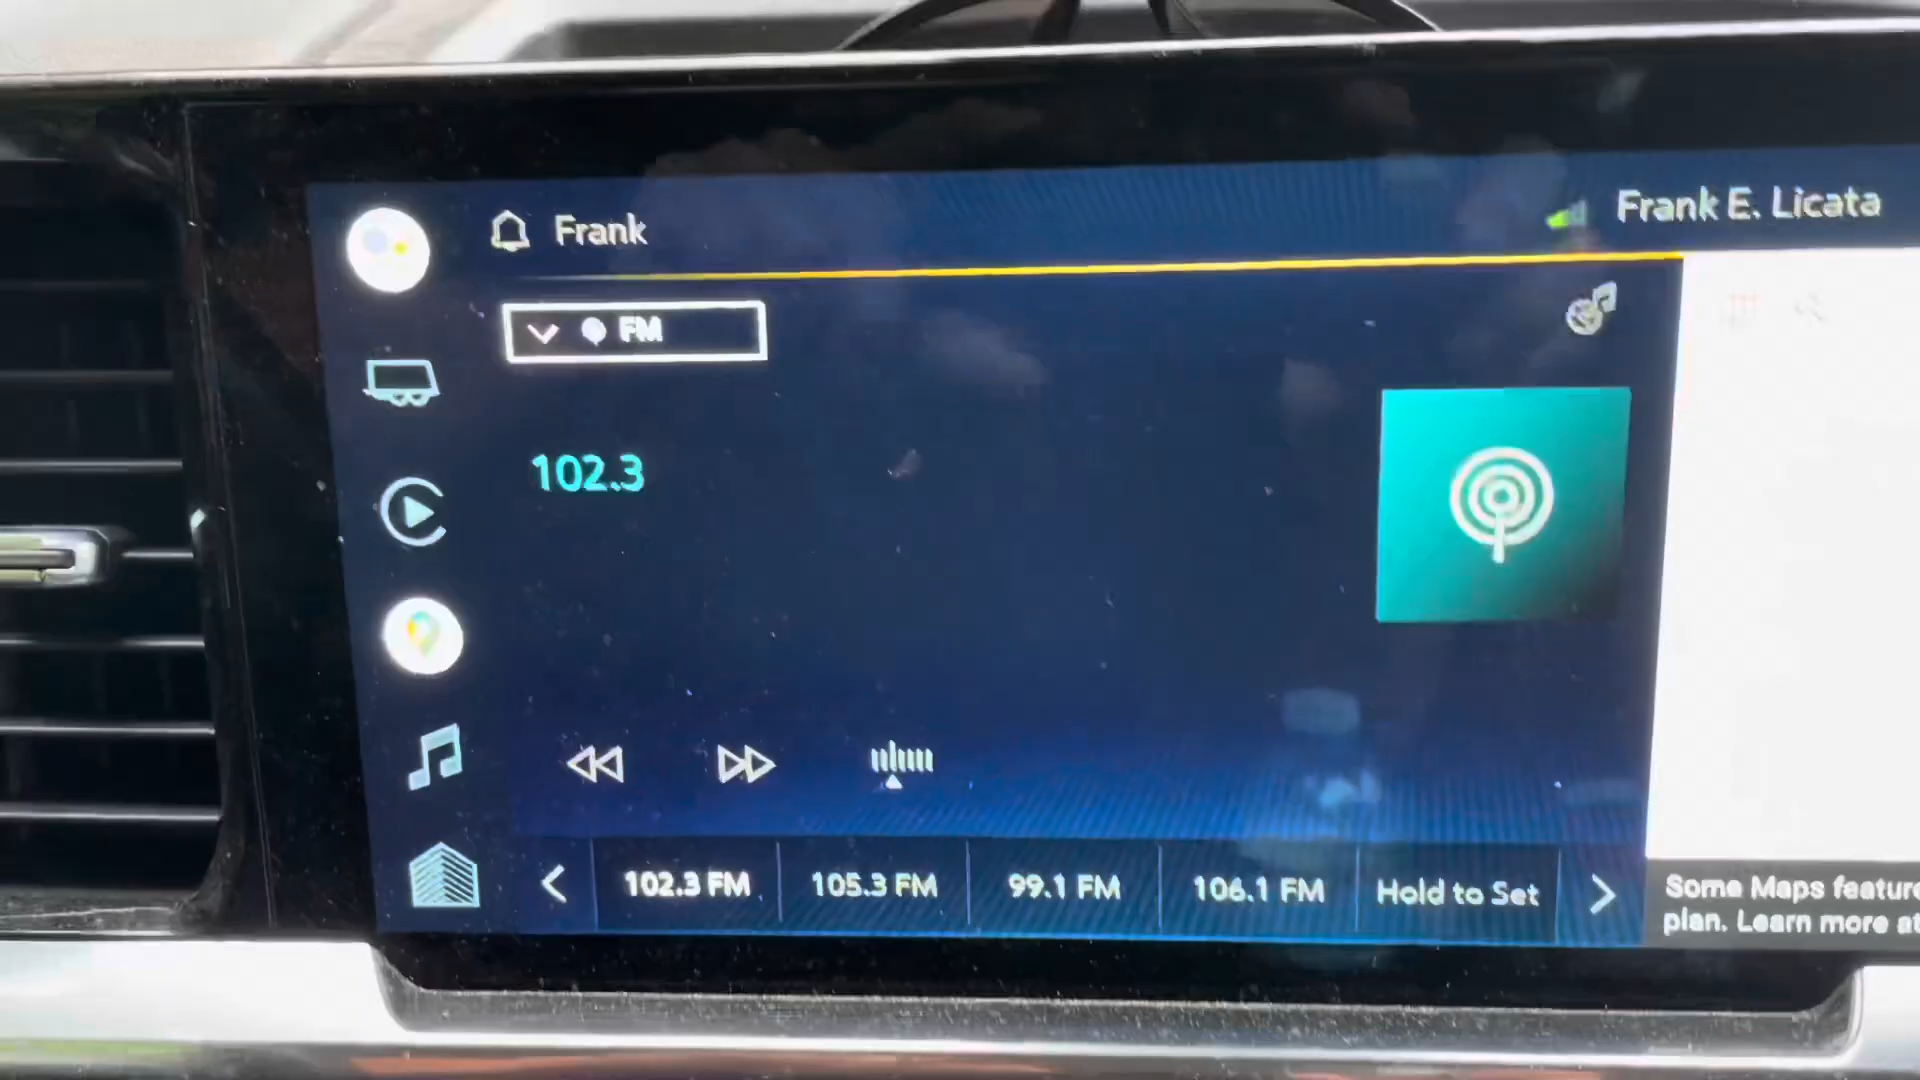 Frank
Frank E. Licata
FM
102.3
102.3 FM
105.3 FM
99.1 FM
106.1 FM
Hold to Set
Some Maps feature
plan. Learn more at